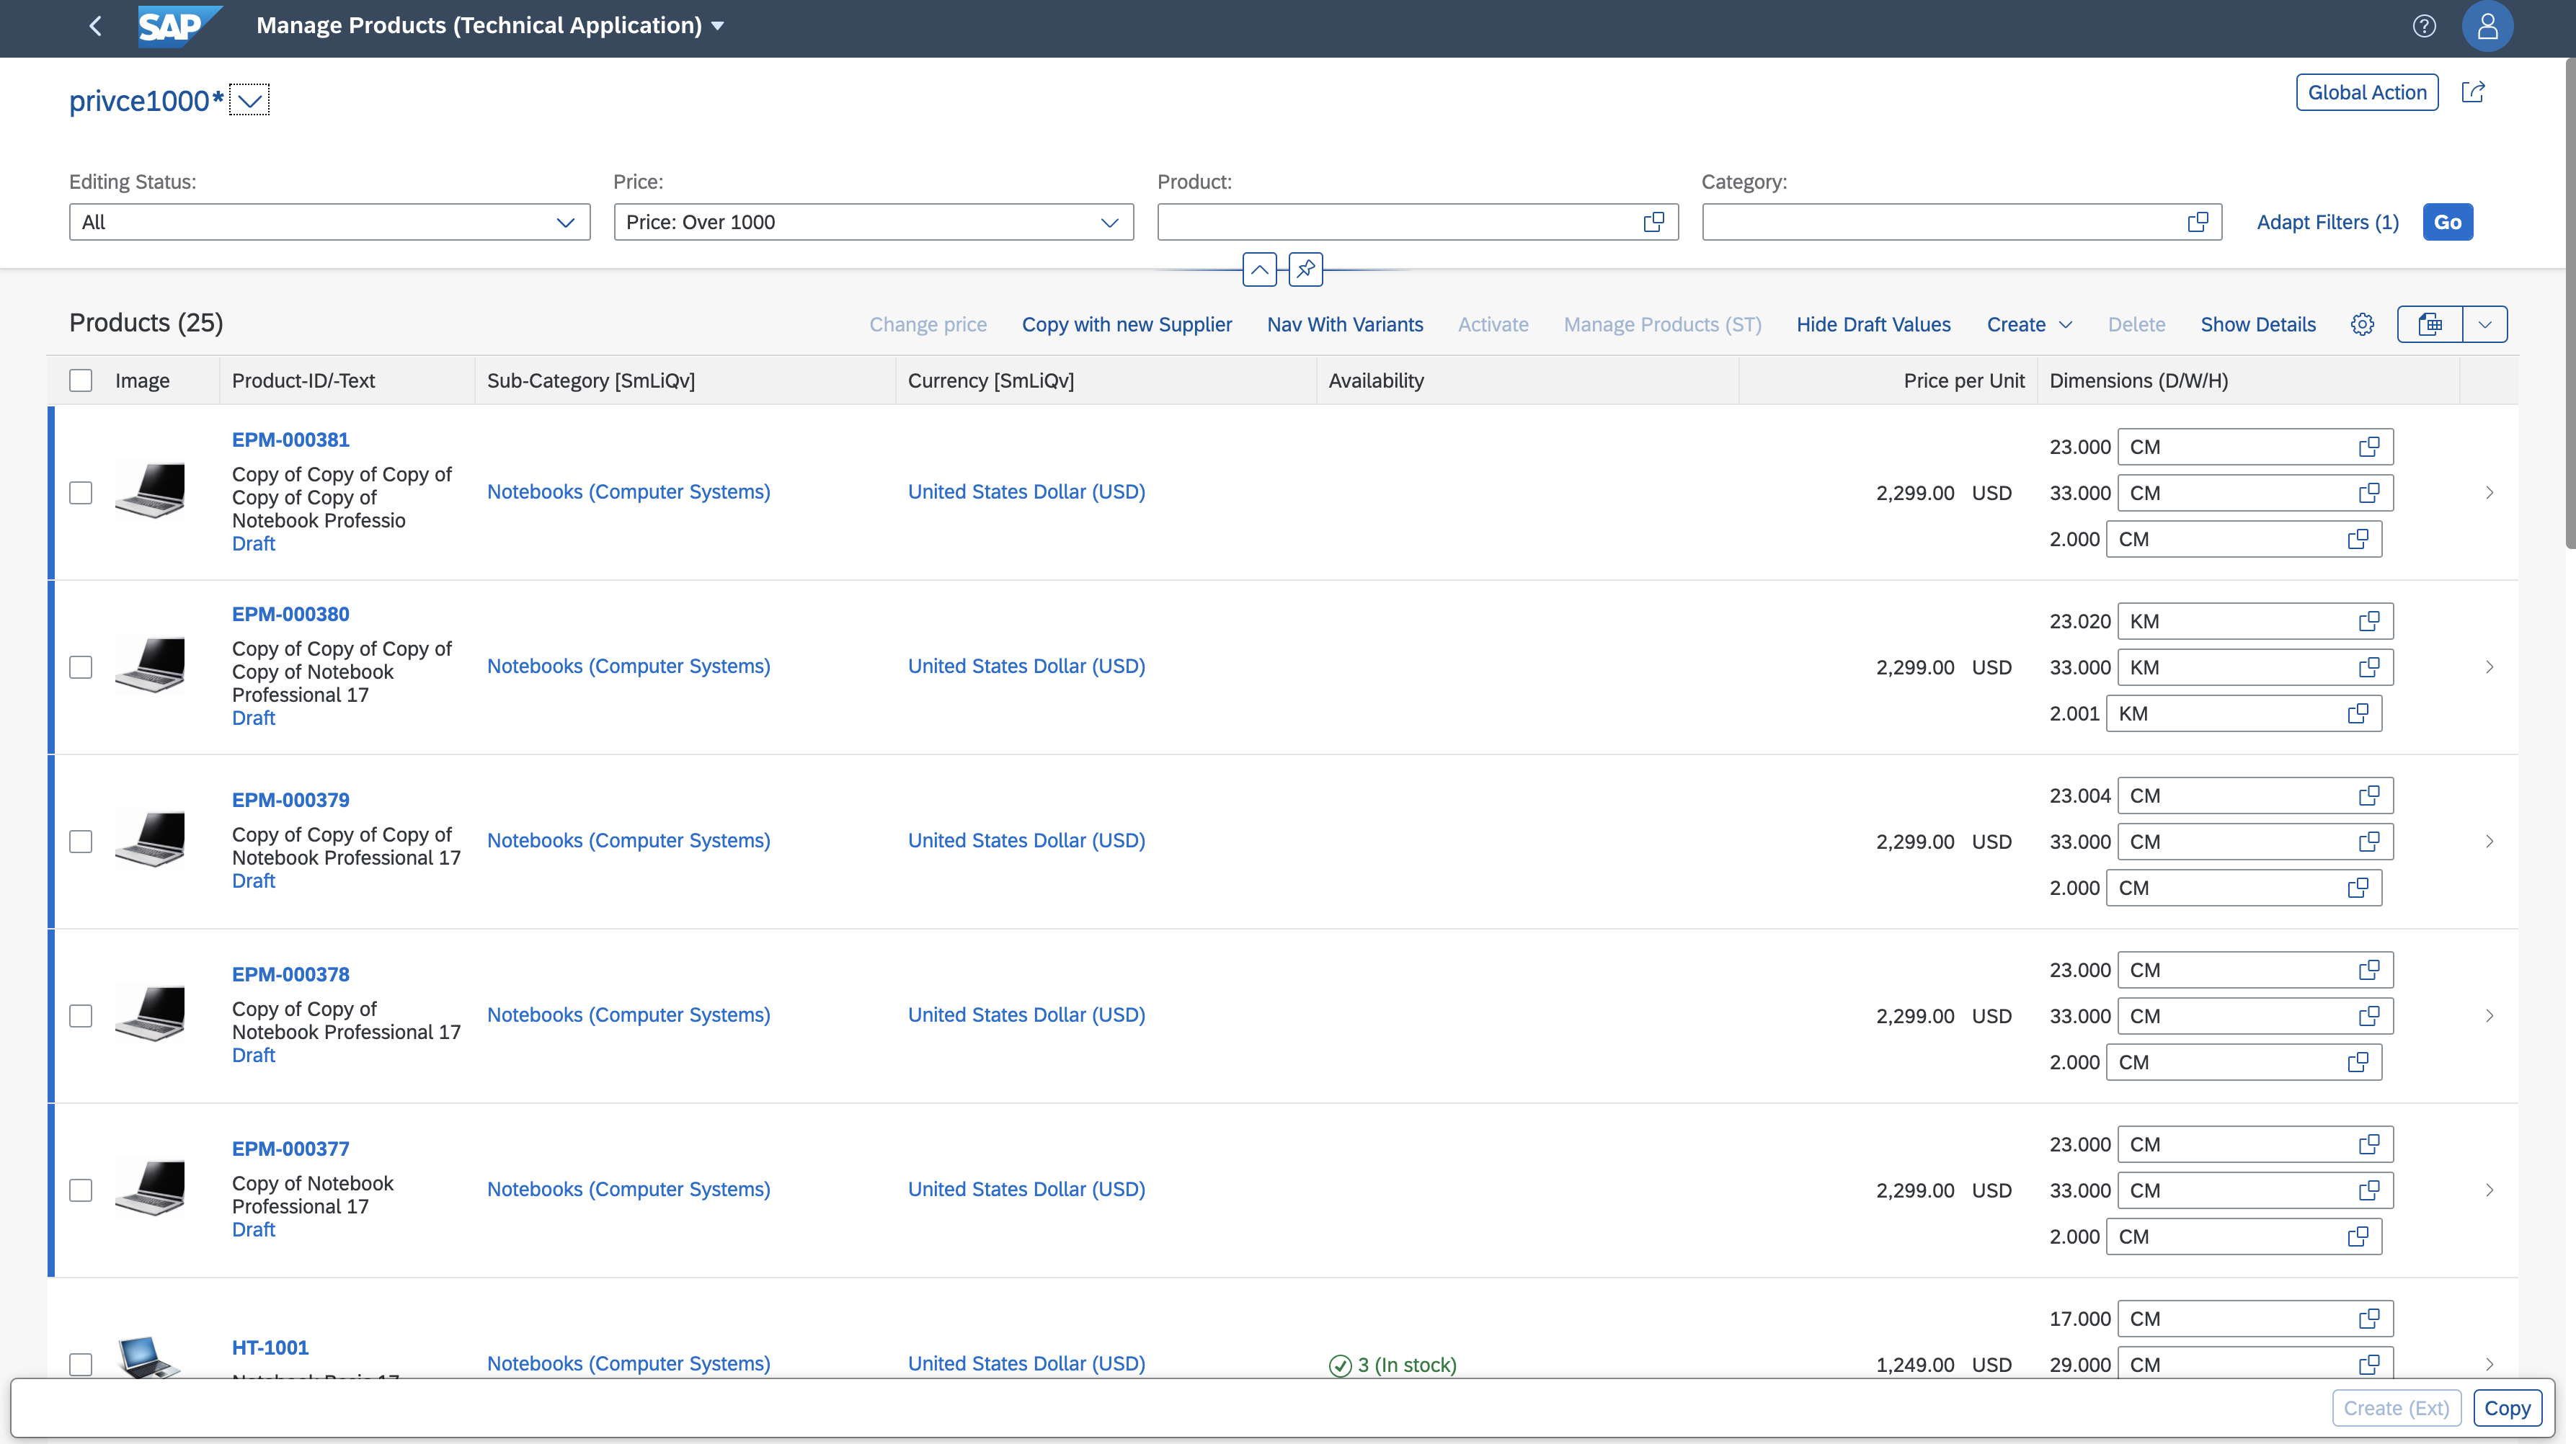 SAP Manage Products (Technical Application)
privce1000*
Global Action
Editing Status:
Price:
Product:
Category:
All
Price: Over 1000
Adapt Filters (1)
Go
Products (25)
Change price
Copy with new Supplier
Nav With Variants
Activate
Manage Products (ST)
Hide Draft Values
Create
Delete
Show Details
Image
Product-ID/-Text
Sub-Category [SmLiQv]
Currency [SmLiQv]
Availability
Price per Unit
Dimensions (D/W/H)
EPM-000381
Copy of Copy of Copy of
Copy of Copy of
Notebook Professio
Draft
Notebooks (Computer Systems)
United States Dollar (USD)
2,299.00 USD
23.000 CM
33.000 CM
2.000 CM
EPM-000380
Copy of Copy of Copy of
Copy of Notebook
Professional 17
Draft
Notebooks (Computer Systems)
United States Dollar (USD)
2,299.00 USD
23.020 KM
33.000 KM
2.001 KM
EPM-000379
Copy of Copy of Copy of
Notebook Professional 17
Draft
Notebooks (Computer Systems)
United States Dollar (USD)
2,299.00 USD
23.004 CM
33.000 CM
2.000 CM
EPM-000378
Copy of Copy of
Notebook Professional 17
Draft
Notebooks (Computer Systems)
United States Dollar (USD)
2,299.00 USD
23.000 CM
33.000 CM
2.000 CM
EPM-000377
Copy of Notebook
Professional 17
Draft
Notebooks (Computer Systems)
United States Dollar (USD)
2,299.00 USD
23.000 CM
33.000 CM
2.000 CM
HT-1001
Notebooks (Computer Systems)
United States Dollar (USD)
3 (In stock)
1,249.00 USD
17.000 CM
29.000 CM
Create (Ext)
Copy